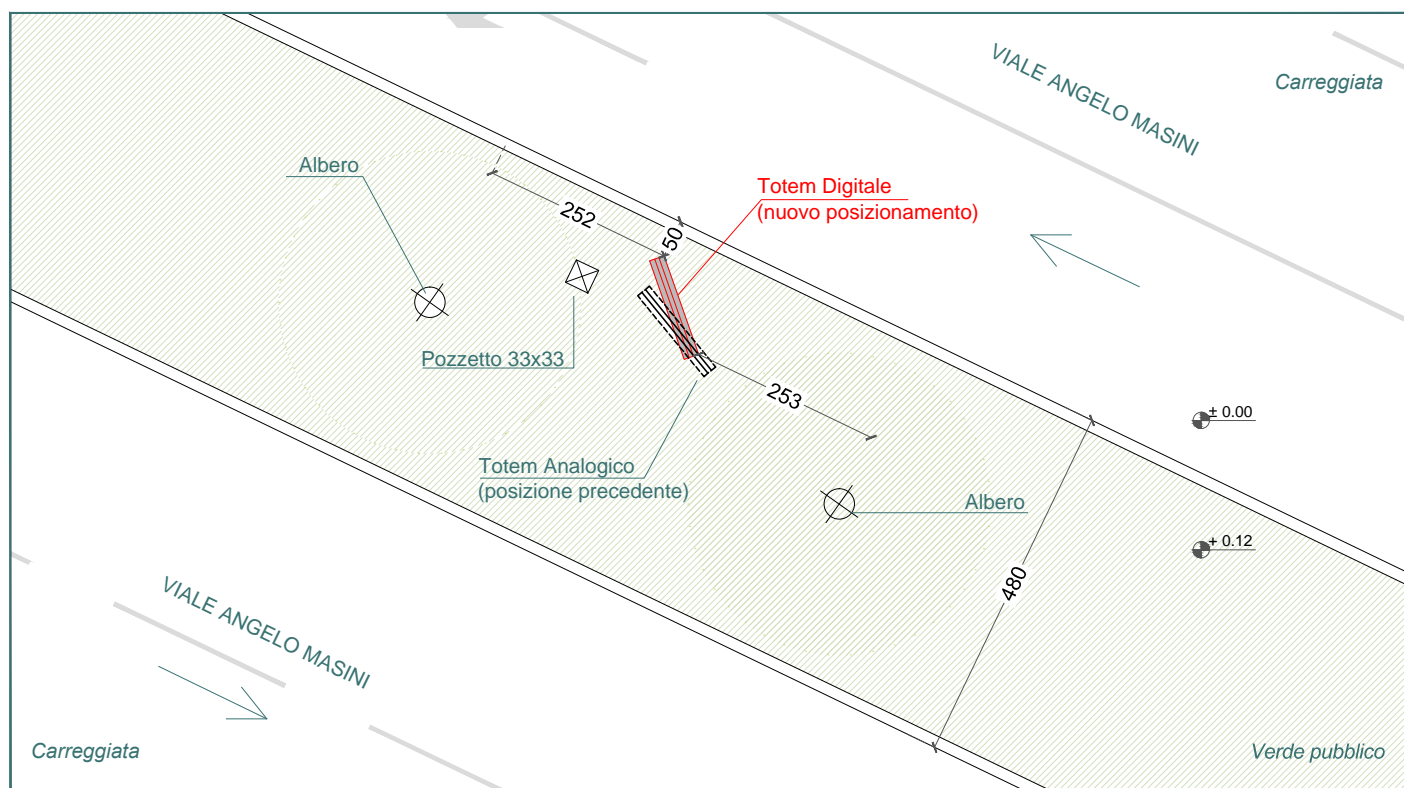 VIALE ANGELO MASINI
Carreggiata
Albero
Totem Digitale
(nuovo posizionamento)
252
50
Pozzetto 33x33
253
± 0.00
Totem Analogico
(posizione precedente)
Albero
+ 0.12
480
VIALE ANGELO MASINI
Carreggiata
Verde pubblico